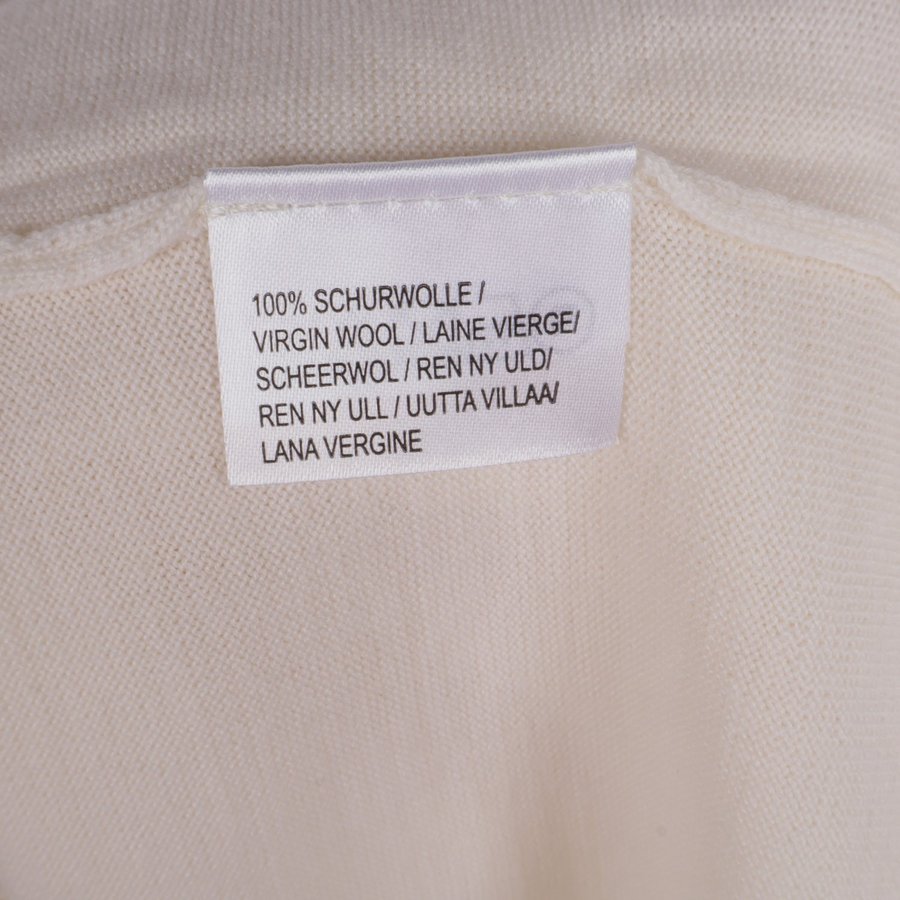 100% SCHURWOLLE /
VIRGIN WOOL / LAINE VIERGE/
SCHEERWOL / REN NY ULD/
REN NY ULL / UUTTA VILLAA/
LANA VERGINE